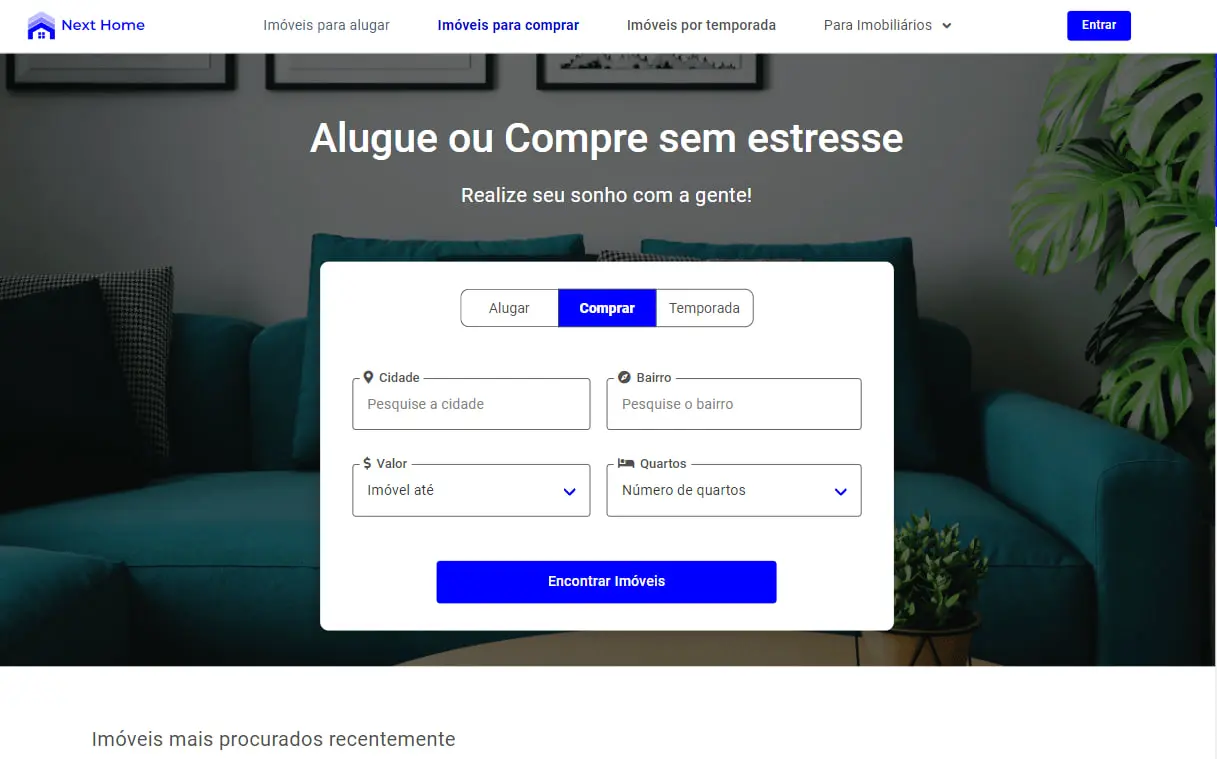 Next Home
Imóveis para alugar
Imóveis para comprar
Imóveis por temporada
Para Imobiliários
Entrar
Alugue ou Compre sem estresse
Realize seu sonho com a gente!
Alugar
Comprar
Temporada
Cidade
Pesquise a cidade
Bairro
Pesquise o bairro
$ Valor
Imóvel até
Quartos
Número de quartos
Encontrar Imóveis
Imóveis mais procurados recentemente